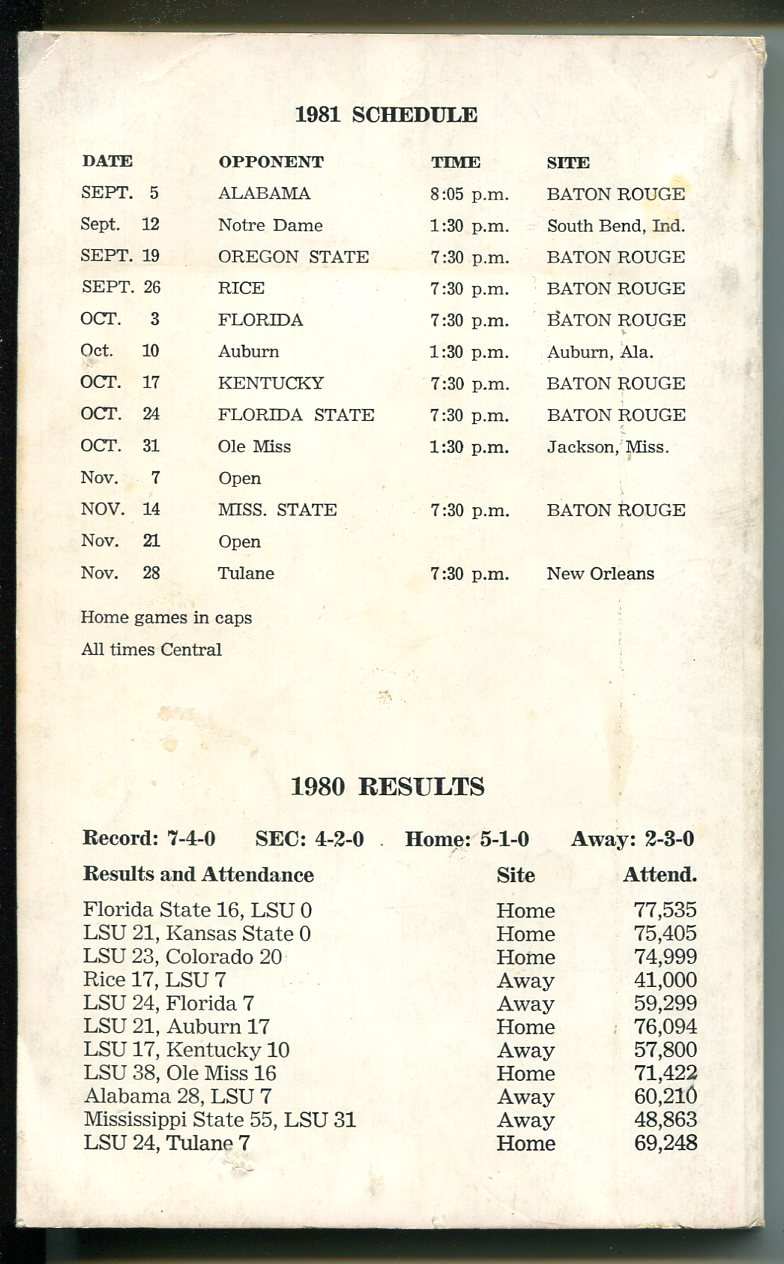 1981 SCHEDULE
DATE OPPONENT TIME SITE
SEPT. 5 ALABAMA 8:05 p.m. BATON ROUGE
Sept. 12 Notre Dame 1:30 p.m. South Bend, Ind.
SEPT. 19 OREGON STATE 7:30 p.m. BATON ROUGE
SEPT. 26 RICE 7:30 p.m. BATON ROUGE
OCT. 3 FLORIDA 7:30 p.m. BATON ROUGE
Oct. 10 Auburn 1:30 p.m. Auburn, Ala.
OCT. 17 KENTUCKY 7:30 p.m. BATON ROUGE
OCT. 24 FLORIDA STATE 7:30 p.m. BATON ROUGE
OCT. 31 Ole Miss 1:30 p.m. Jackson, Miss.
Nov. 7 Open
NOV. 14 MISS. STATE 7:30 p.m. BATON ROUGE
Nov. 21 Open
Nov. 28 Tulane 7:30 p.m. New Orleans
Home games in caps
All times Central
1980 RESULTS
Record: 7-4-0 SEC: 4-2-0 Home: 5-1-0 Away: 2-3-0
Results and Attendance Site Attend.
Florida State 16, LSU 0 Home 77,535
LSU 21, Kansas State 0 Home 75,405
LSU 23, Colorado 20 Home 74,999
Rice 17, LSU 7 Away 41,000
LSU 24, Florida 7 Away 59,299
LSU 21, Auburn 17 Home 76,094
LSU 17, Kentucky 10 Away 57,800
LSU 38, Ole Miss 16 Home 71,422
Alabama 28, LSU 7 Away 60,210
Mississippi State 55, LSU 31 Away 48,863
LSU 24, Tulane 7 Home 69,248